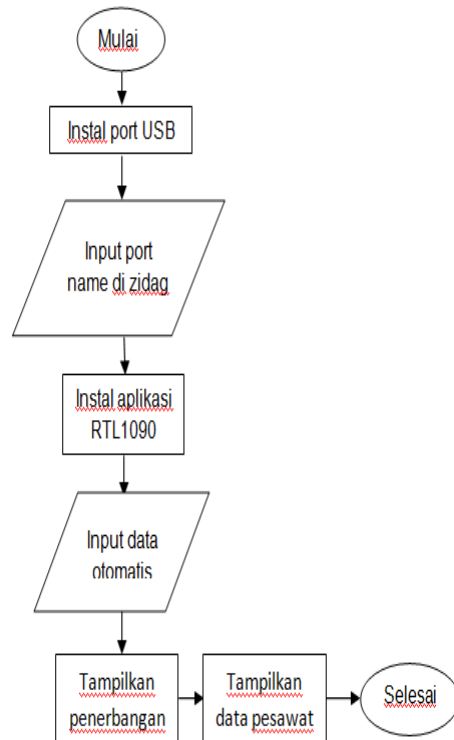 Mulai
Instal port USB
Input port
name di zidag
Instal aplikasi
RTL1090
Input data
otomatis
Tampilkan
penerbangan
Tampilkan
data pesawat
Selesai